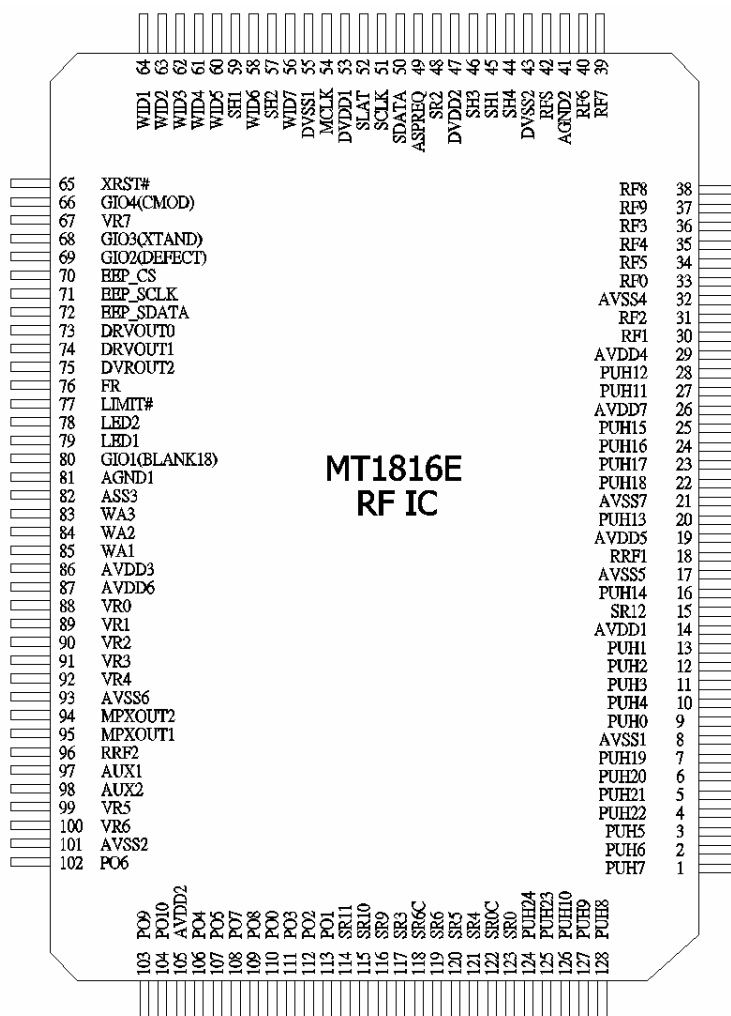 64 WID1
63 WID2
62 WID3
61 WID4
60 WID5
59 SH1
58 WID6
57 SH2
56 WID7
55 DVSS1
54 MCLK
53 DVDD1
52 SLAT
51 SCLK
50 SDATA
49 ASPREQ
48 SR2
47 DVDD2
46 SH3
45 SH1
44 SH4
43 DVSS2
42 RFS
41 AGND2
40 RF6
39 RF7
65 XRST#
66 GIO4(CMOD)
67 VR7
68 GIO3(XTAND)
69 GIO2(DEFECT)
70 EEP_CS
71 EEP_SCLK
72 EEP_SDATA
73 DRVOUT0
74 DRVOUT1
75 DVROUT2
76 FR
77 LIMIT#
78 LED2
79 LED1
80 GIO1(BLANK18)
81 AGND1
82 ASS3
83 WA3
84 WA2
85 WA1
86 AVDD3
87 AVDD6
88 VR0
89 VR1
90 VR2
91 VR3
92 VR4
93 AVSS6
94 MPXOUT2
95 MPXOUT1
96 RRF2
97 AUX1
98 AUX2
99 VR5
100 VR6
101 AVSS2
102 PO6
MT1816E
RF IC
RF8 38
RF9 37
RF3 36
RF4 35
RF5 34
RF0 33
AVSS4 32
RF2 31
RF1 30
AVDD4 29
PUH12 28
PUH11 27
AVDD7 26
PUH15 25
PUH16 24
PUH17 23
PUH18 22
AVSS7 21
PUH13 20
AVDD5 19
RRF1 18
AVSS5 17
PUH14 16
SR12 15
AVDD1 14
PUH1 13
PUH2 12
PUH3 11
PUH4 10
PUH0 9
AVSS1 8
PUH19 7
PUH20 6
PUH21 5
PUH22 4
PUH5 3
PUH6 2
PUH7 1
103 PO9
104 PO10
105 AVDD2
106 PO4
107 PO5
108 PO7
109 PO8
110 PO0
111 PO3
112 PO2
113 PO1
114 SR11
115 SR10
116 SR9
117 SR3
118 SR6C
119 SR6
120 SR5
121 SR4
122 SR0C
123 SR0
124 PUH24
125 PUH23
126 PUH10
127 PUH9
128 PUH8